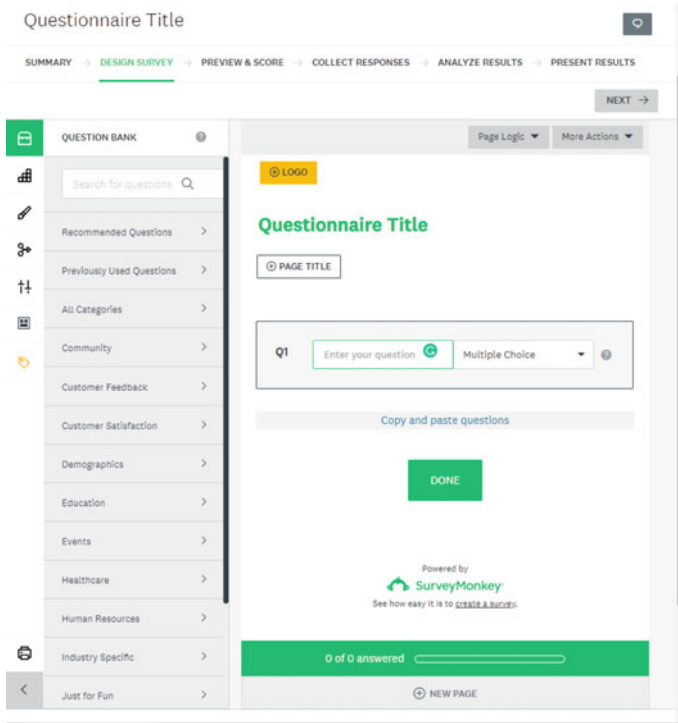 Questionnaire Title
SUMMARY → DESIGN SURVEY → PREVIEW & SCORE → COLLECT RESPONSES → ANALYZE RESULTS → PRESENT RESULTS
NEXT →
QUESTION BANK
Page Logic
More Actions
Search for questions
LOGO
Recommended Questions
Questionnaire Title
Previously Used Questions
PAGE TITLE
All Categories
Community
Q1 Enter your question Multiple Choice
Customer Feedback
Customer Satisfaction
Copy and paste questions
Demographics
DONE
Education
Events
Powered by
SurveyMonkey
Healthcare
See how easy it is to create a survey.
Human Resources
Industry Specific
0 of 0 answered
Just for Fun
NEW PAGE